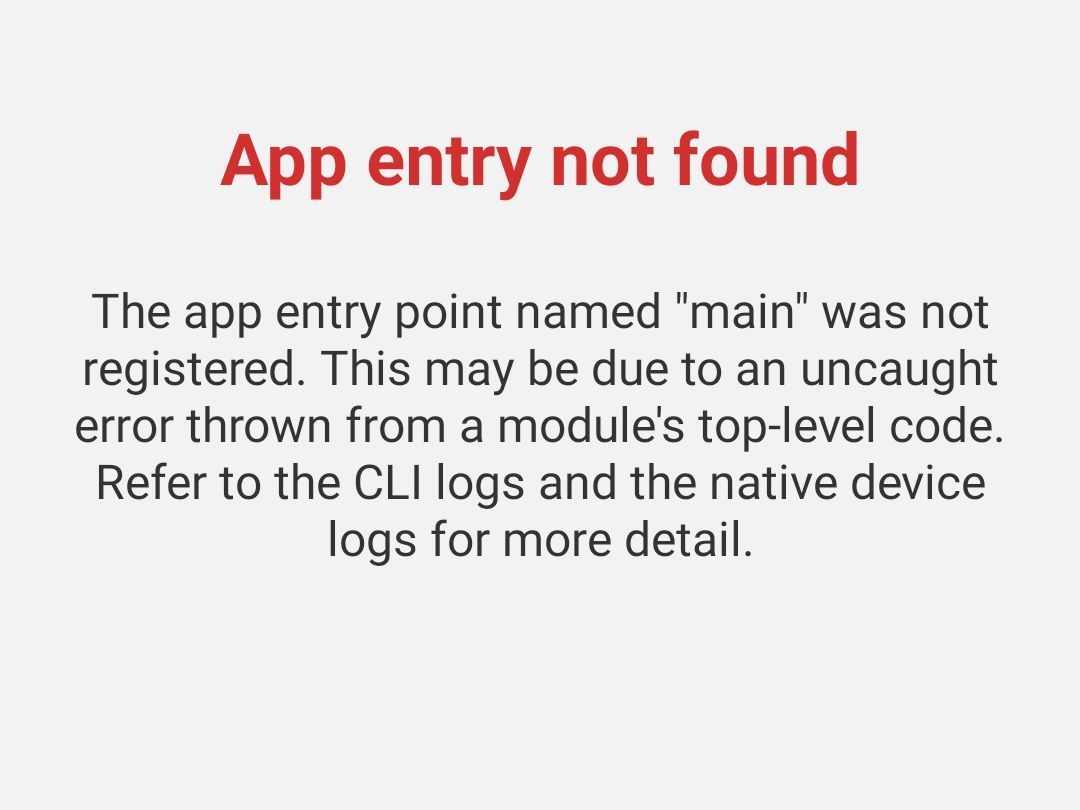 App entry not found
The app entry point named "main" was not
registered. This may be due to an uncaught
error thrown from a module's top-level code.
Refer to the CLI logs and the native device
logs for more detail.